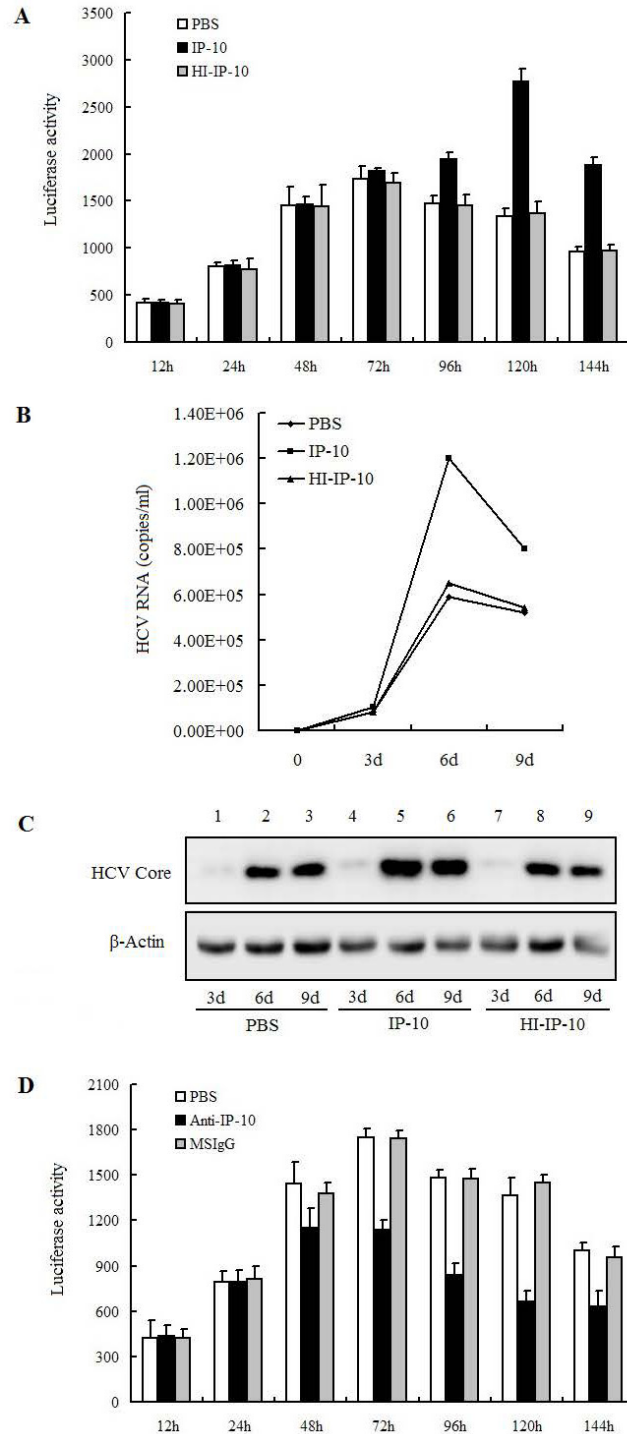 A
PBS
IP-10
HI-IP-10
Luciferase activity
3500
3000
2500
2000
1500
1000
500
0
12h 24h 48h 72h 96h 120h 144h
B
PBS
IP-10
HI-IP-10
HCV RNA (copies/ml)
1.40E+06
1.20E+06
1.00E+06
8.00E+05
6.00E+05
4.00E+05
2.00E+05
0.00E+00
0 3d 6d 9d
C
1 2 3 4 5 6 7 8 9
HCV Core
β-Actin
3d 6d 9d 3d 6d 9d 3d 6d 9d
PBS IP-10 HI-IP-10
D
PBS
Anti-IP-10
MSIgG
Luciferase activity
2100
1800
1500
1200
900
600
300
0
12h 24h 48h 72h 96h 120h 144h